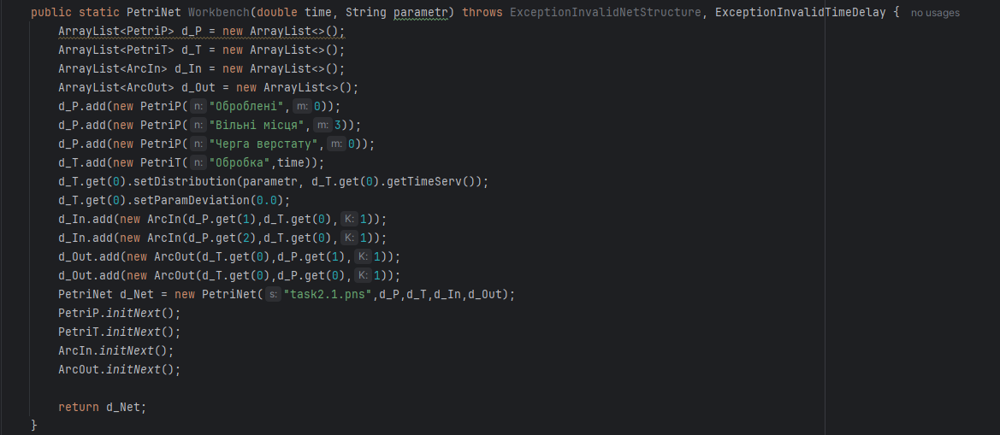 public static PetriNet Workbench(double time, String parametr) throws ExceptionInvalidNetStructure, ExceptionInvalidTimeDelay { no usages
    ArrayList<PetriP> d_P = new ArrayList<>();
    ArrayList<PetriT> d_T = new ArrayList<>();
    ArrayList<ArcIn> d_In = new ArrayList<>();
    ArrayList<ArcOut> d_Out = new ArrayList<>();
    d_P.add(new PetriP( n: "Оброблені", m: 0));
    d_P.add(new PetriP( n: "Вільні місця", m: 3));
    d_P.add(new PetriP( n: "Черга верстату", m: 0));
    d_T.add(new PetriT( n: "Обробка",time));
    d_T.get(0).setDistribution(parametr, d_T.get(0).getTimeServ());
    d_T.get(0).setParamDeviation(0.0);
    d_In.add(new ArcIn(d_P.get(1),d_T.get(0), K: 1));
    d_In.add(new ArcIn(d_P.get(2),d_T.get(0), K: 1));
    d_Out.add(new ArcOut(d_T.get(0),d_P.get(1), K: 1));
    d_Out.add(new ArcOut(d_T.get(0),d_P.get(0), K: 1));
    PetriNet d_Net = new PetriNet( s: "task2.1.pns",d_P,d_T,d_In,d_Out);
    PetriP.initNext();
    PetriT.initNext();
    ArcIn.initNext();
    ArcOut.initNext();

    return d_Net;
}